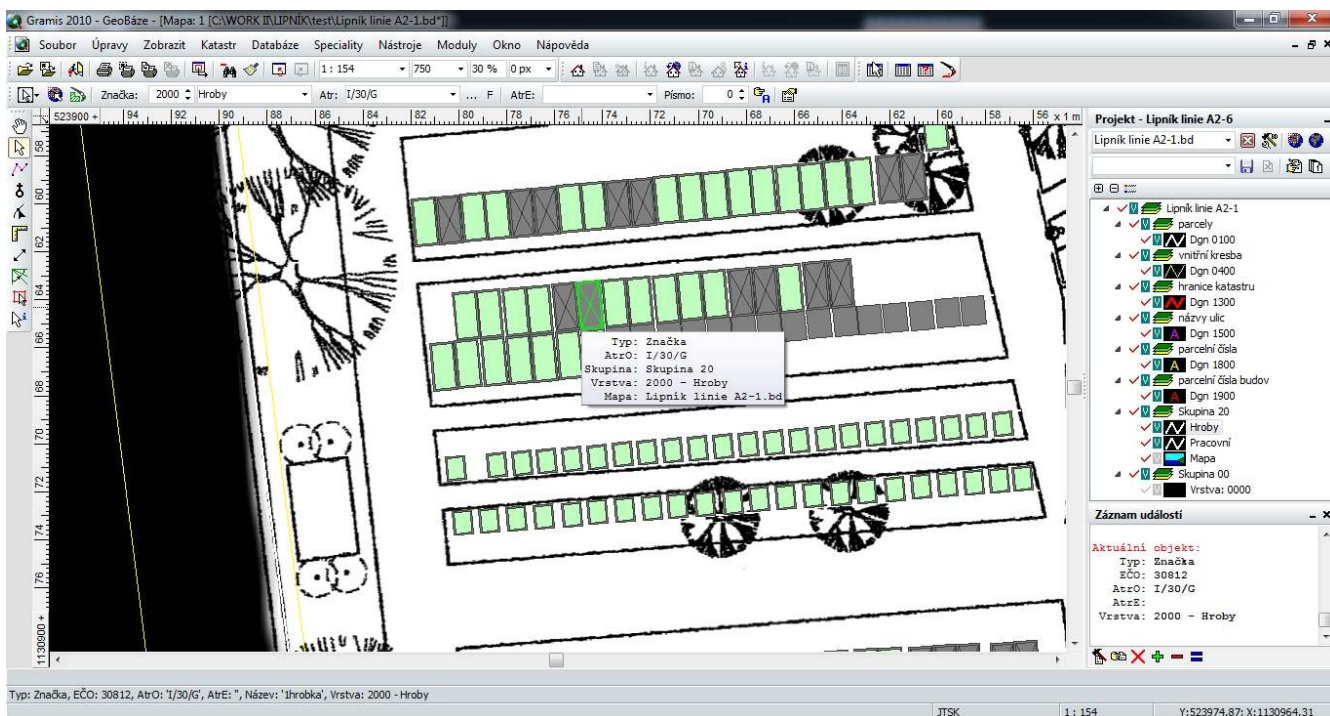 Gramis 2010 - GeoBáze - [Mapa: 1 [C:\WORK II\LIPNÍK\test\Lipník linie A2-1.bd*]]
Soubor Úpravy Zobrazit Katastr Databáze Speciality Nástroje Moduly Okno Nápověda
1 : 154 750 30 % 0 px
Značka: 2000 Hroby Atr: I/30/G ... F AtrE: Písmo: 0
523900 + 94 92 90 88 86 84 82 80 78 76 74 72 70 68 66 64 62 60 58 56 x 1 m
58
60
62
64
66
68
70
72
74
76
1130900 +
Typ: Značka
AtrO: I/30/G
Skupina: Skupina 20
Vrstva: 2000 - Hroby
Mapa: Lipník linie A2-1.bd
Projekt - Lipník linie A2-6
Lipník linie A2-1.bd
Lipník linie A2-1
parcely
Dgn 0100
vnitřní kresba
Dgn 0400
hranice katastru
Dgn 1300
názvy ulic
Dgn 1500
parcelní čísla
Dgn 1800
parcelní čísla budov
Dgn 1900
Skupina 20
Hroby
Pracovní
Mapa
Skupina 00
Vrstva: 0000
Záznam událostí
Aktuální objekt:
Typ: Značka
EČO: 30812
AtrO: I/30/G
AtrE:
Vrstva: 2000 - Hroby
Typ: Značka, EČO: 30812, AtrO: 'I/30/G', AtrE: '', Název: '1hrobka', Vrstva: 2000 - Hroby
JTSK 1 : 154 Y:523974.87; X:1130964.31